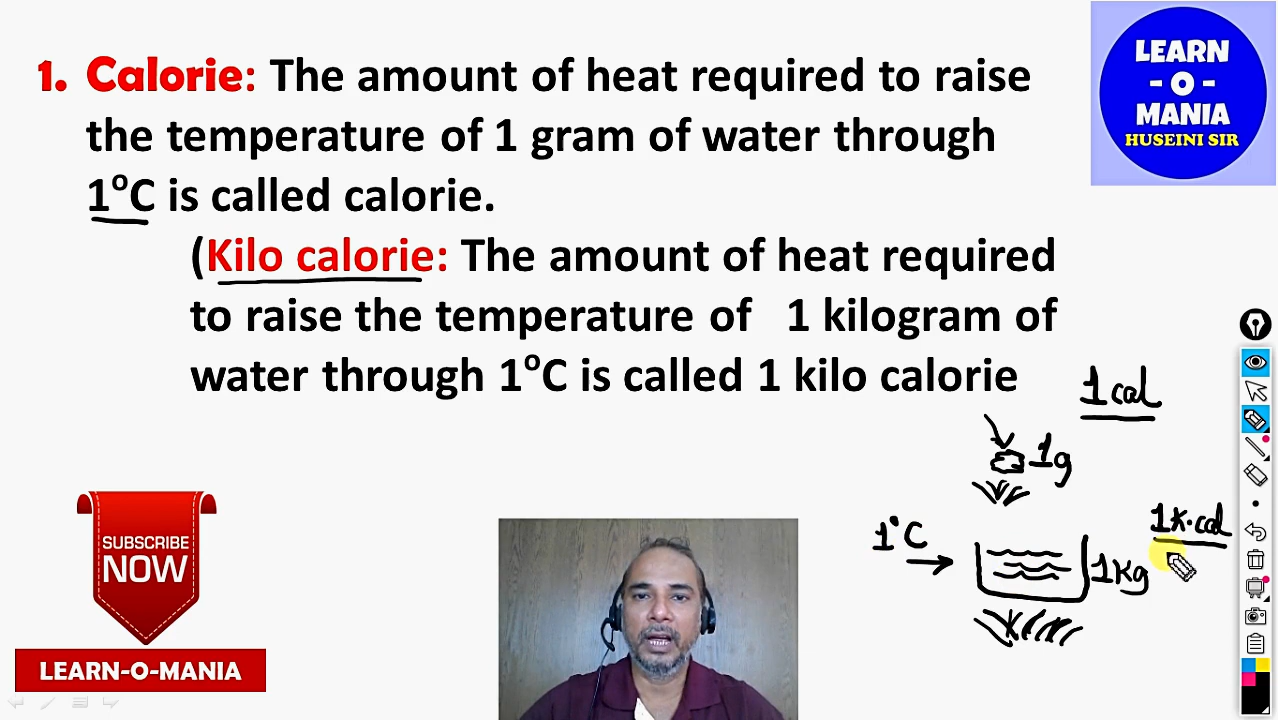 1. Calorie: The amount of heat required to raise
the temperature of 1 gram of water through
1°C is called calorie.
(Kilo calorie: The amount of heat required
to raise the temperature of 1 kilogram of
water through 1°C is called 1 kilo calorie
LEARN
- O -
MANIA
HUSEINI SIR
1 cal
1g
1°C
1k.cal
1kg
SUBSCRIBE
NOW
LEARN-O-MANIA